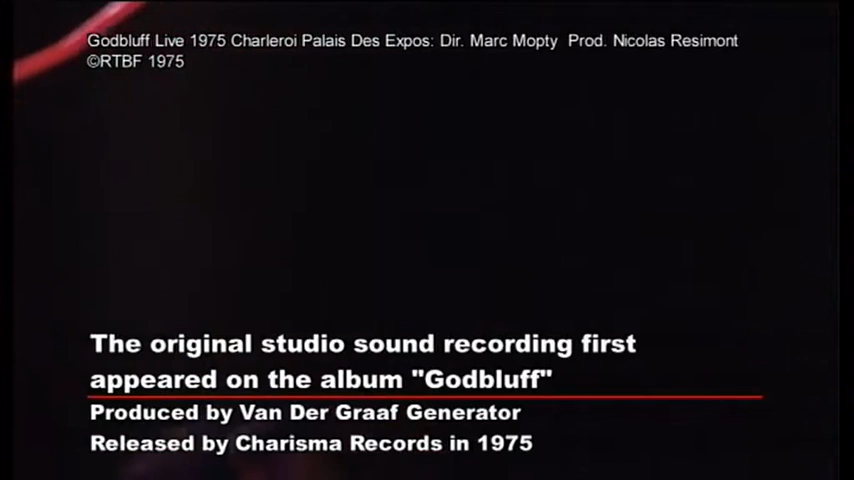 Godbluff Live 1975 Charleroi Palais Des Expos: Dir. Marc Mopty Prod. Nicolas Resimont
©RTBF 1975
The original studio sound recording first
appeared on the album "Godbluff"
Produced by Van Der Graaf Generator
Released by Charisma Records in 1975